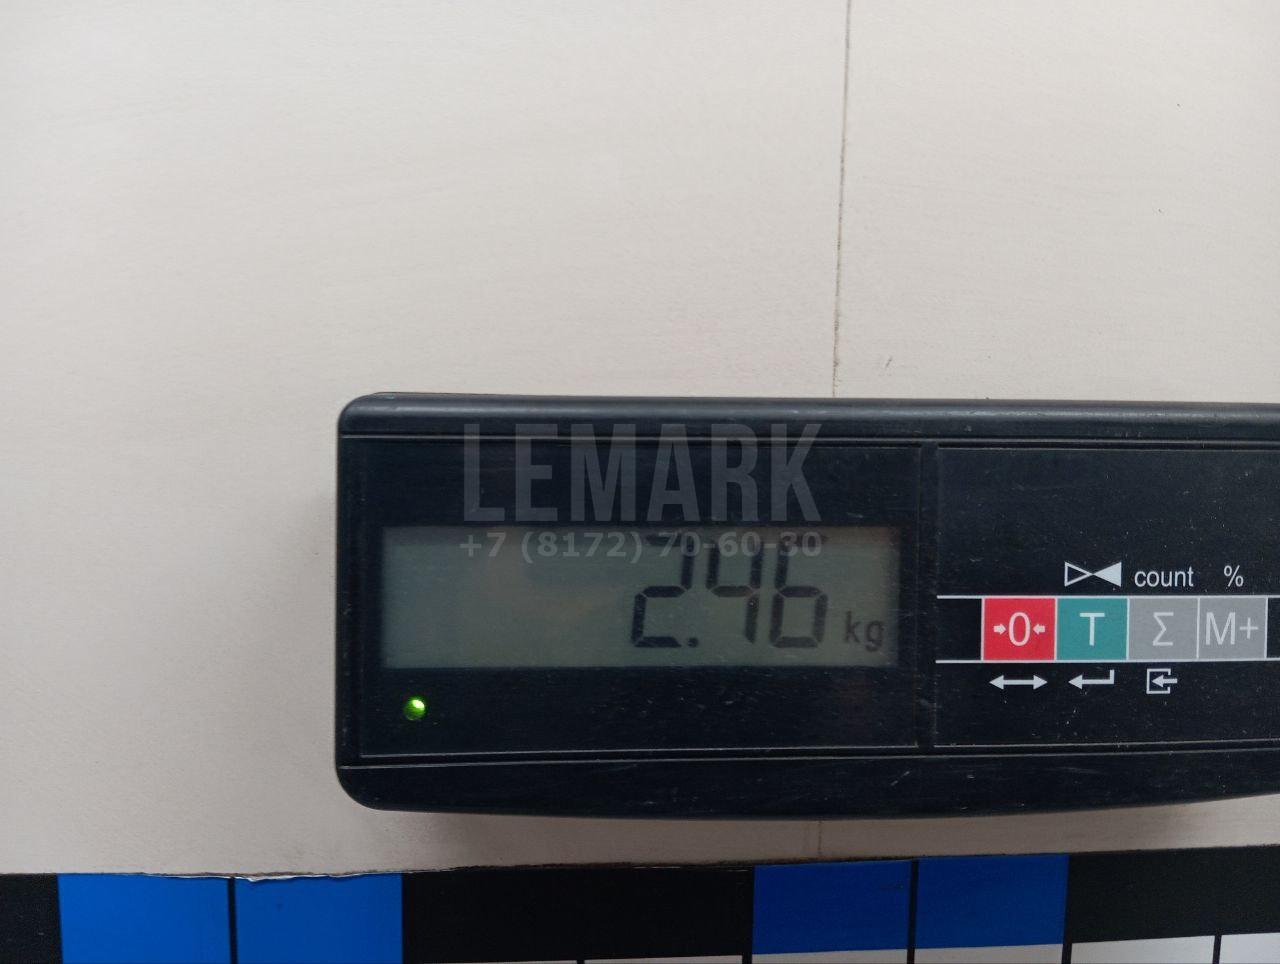 LEMARK
+7 (8172) 70-60-30
2.46 kg
count %
→0← T Σ M+